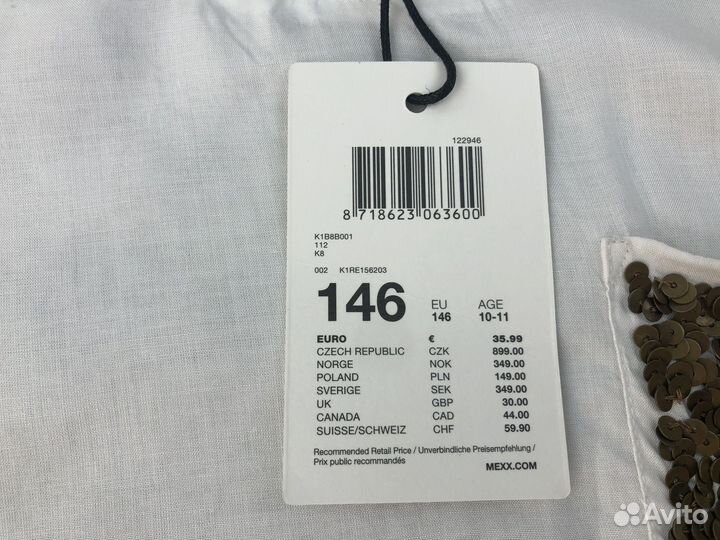 122946
8 718623 063600
K1B8B001
112
K8
002 K1RE156203
146 EU AGE
146 10-11
EURO € 35.99
CZECH REPUBLIC CZK 899.00
NORGE NOK 349.00
POLAND PLN 149.00
SVERIGE SEK 349.00
UK GBP 30.00
CANADA CAD 44.00
SUISSE/SCHWEIZ CHF 59.90
Recommended Retail Price / Unverbindliche Preisempfehlung /
Prix public recommandés
MEXX.COM
Avito